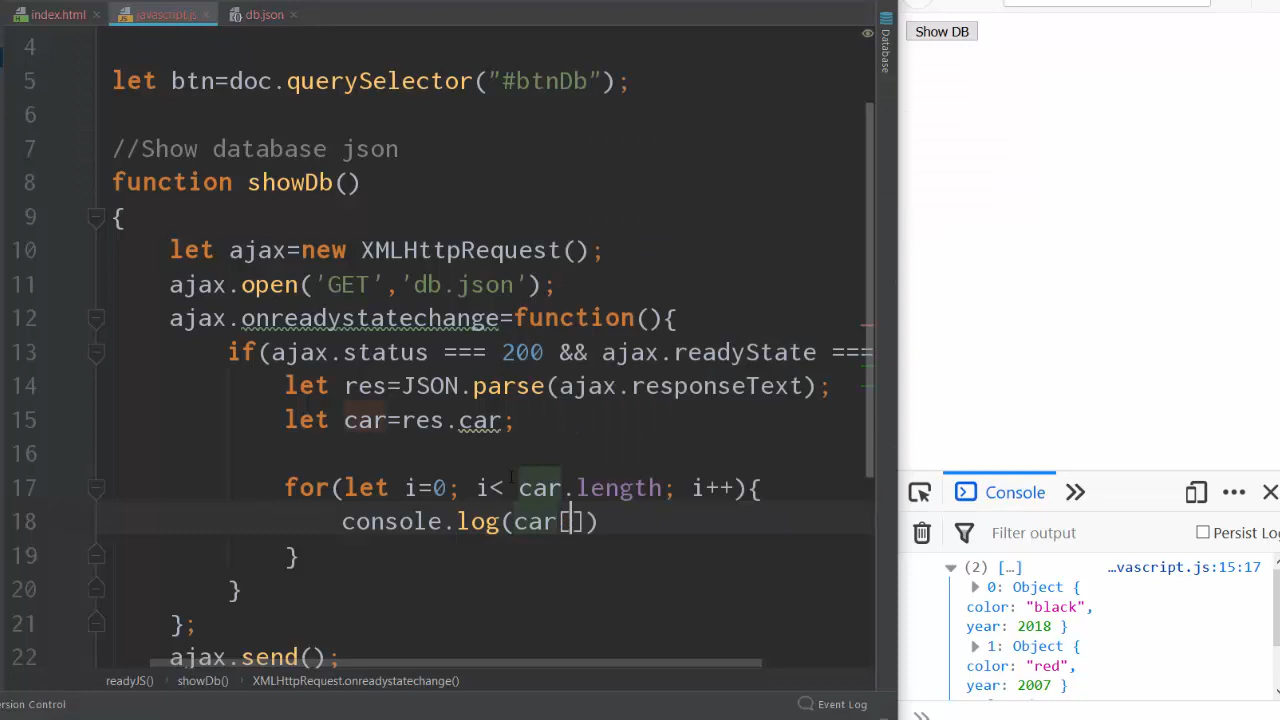 index.html
javascript.js
db.json
4
5 let btn=doc.querySelector("#btnDb");
6
7 //Show database json
8 function showDb()
9 {
10 let ajax=new XMLHttpRequest();
11 ajax.open('GET','db.json');
12 ajax.onreadystatechange=function(){
13 if(ajax.status === 200 && ajax.readyState ===
14 let res=JSON.parse(ajax.responseText);
15 let car=res.car;
16
17 for(let i=0; i< car.length; i++){
18 console.log(car[])
19 }
20 }
21 };
22 ajax.send();
readyJS() showDb() XMLHttpRequest.onreadystatechange()
ersion Control
Event Log
Database
Show DB
Console
Filter output
Persist Log
(2) […] …vascript.js:15:17
0: Object {
color: "black",
year: 2018 }
1: Object {
color: "red",
year: 2007 }